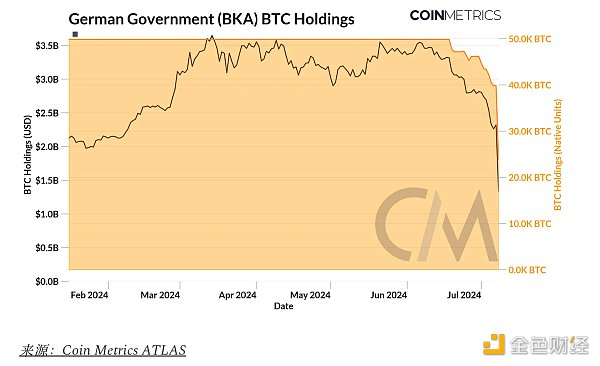 German Government (BKA) BTC Holdings
COINMETRICS
$3.5B
$3.0B
$2.5B
$2.0B
$1.5B
$1.0B
$0.5B
$0.0B
BTC Holdings (USD)
50.0K BTC
40.0K BTC
30.0K BTC
20.0K BTC
10.0K BTC
0.0K BTC
BTC Holdings (Native Units)
CM
Feb 2024 Mar 2024 Apr 2024 May 2024 Jun 2024 Jul 2024
Date
来源：Coin Metrics ATLAS
金色财经